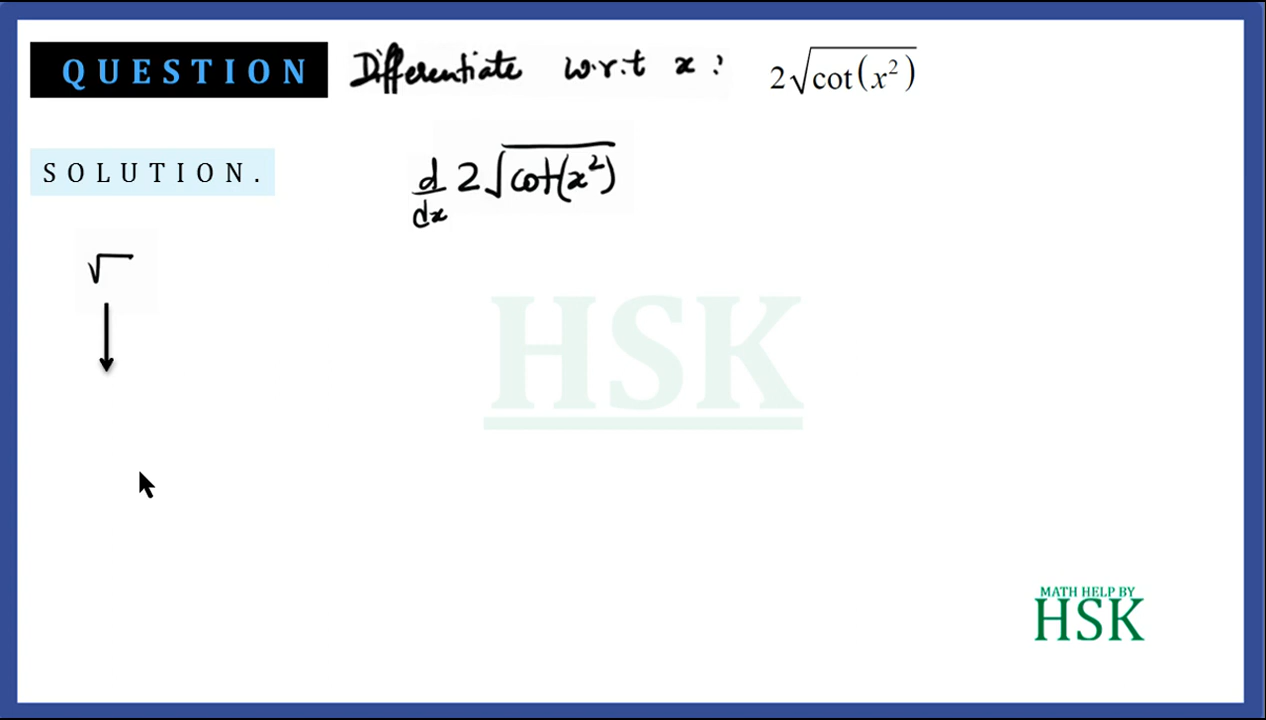 QUESTION Differentiate w.r.t x : 2√cot(x²)
SOLUTION. d/dx 2√cot(x²)
√
HSK
MATH HELP BY
HSK